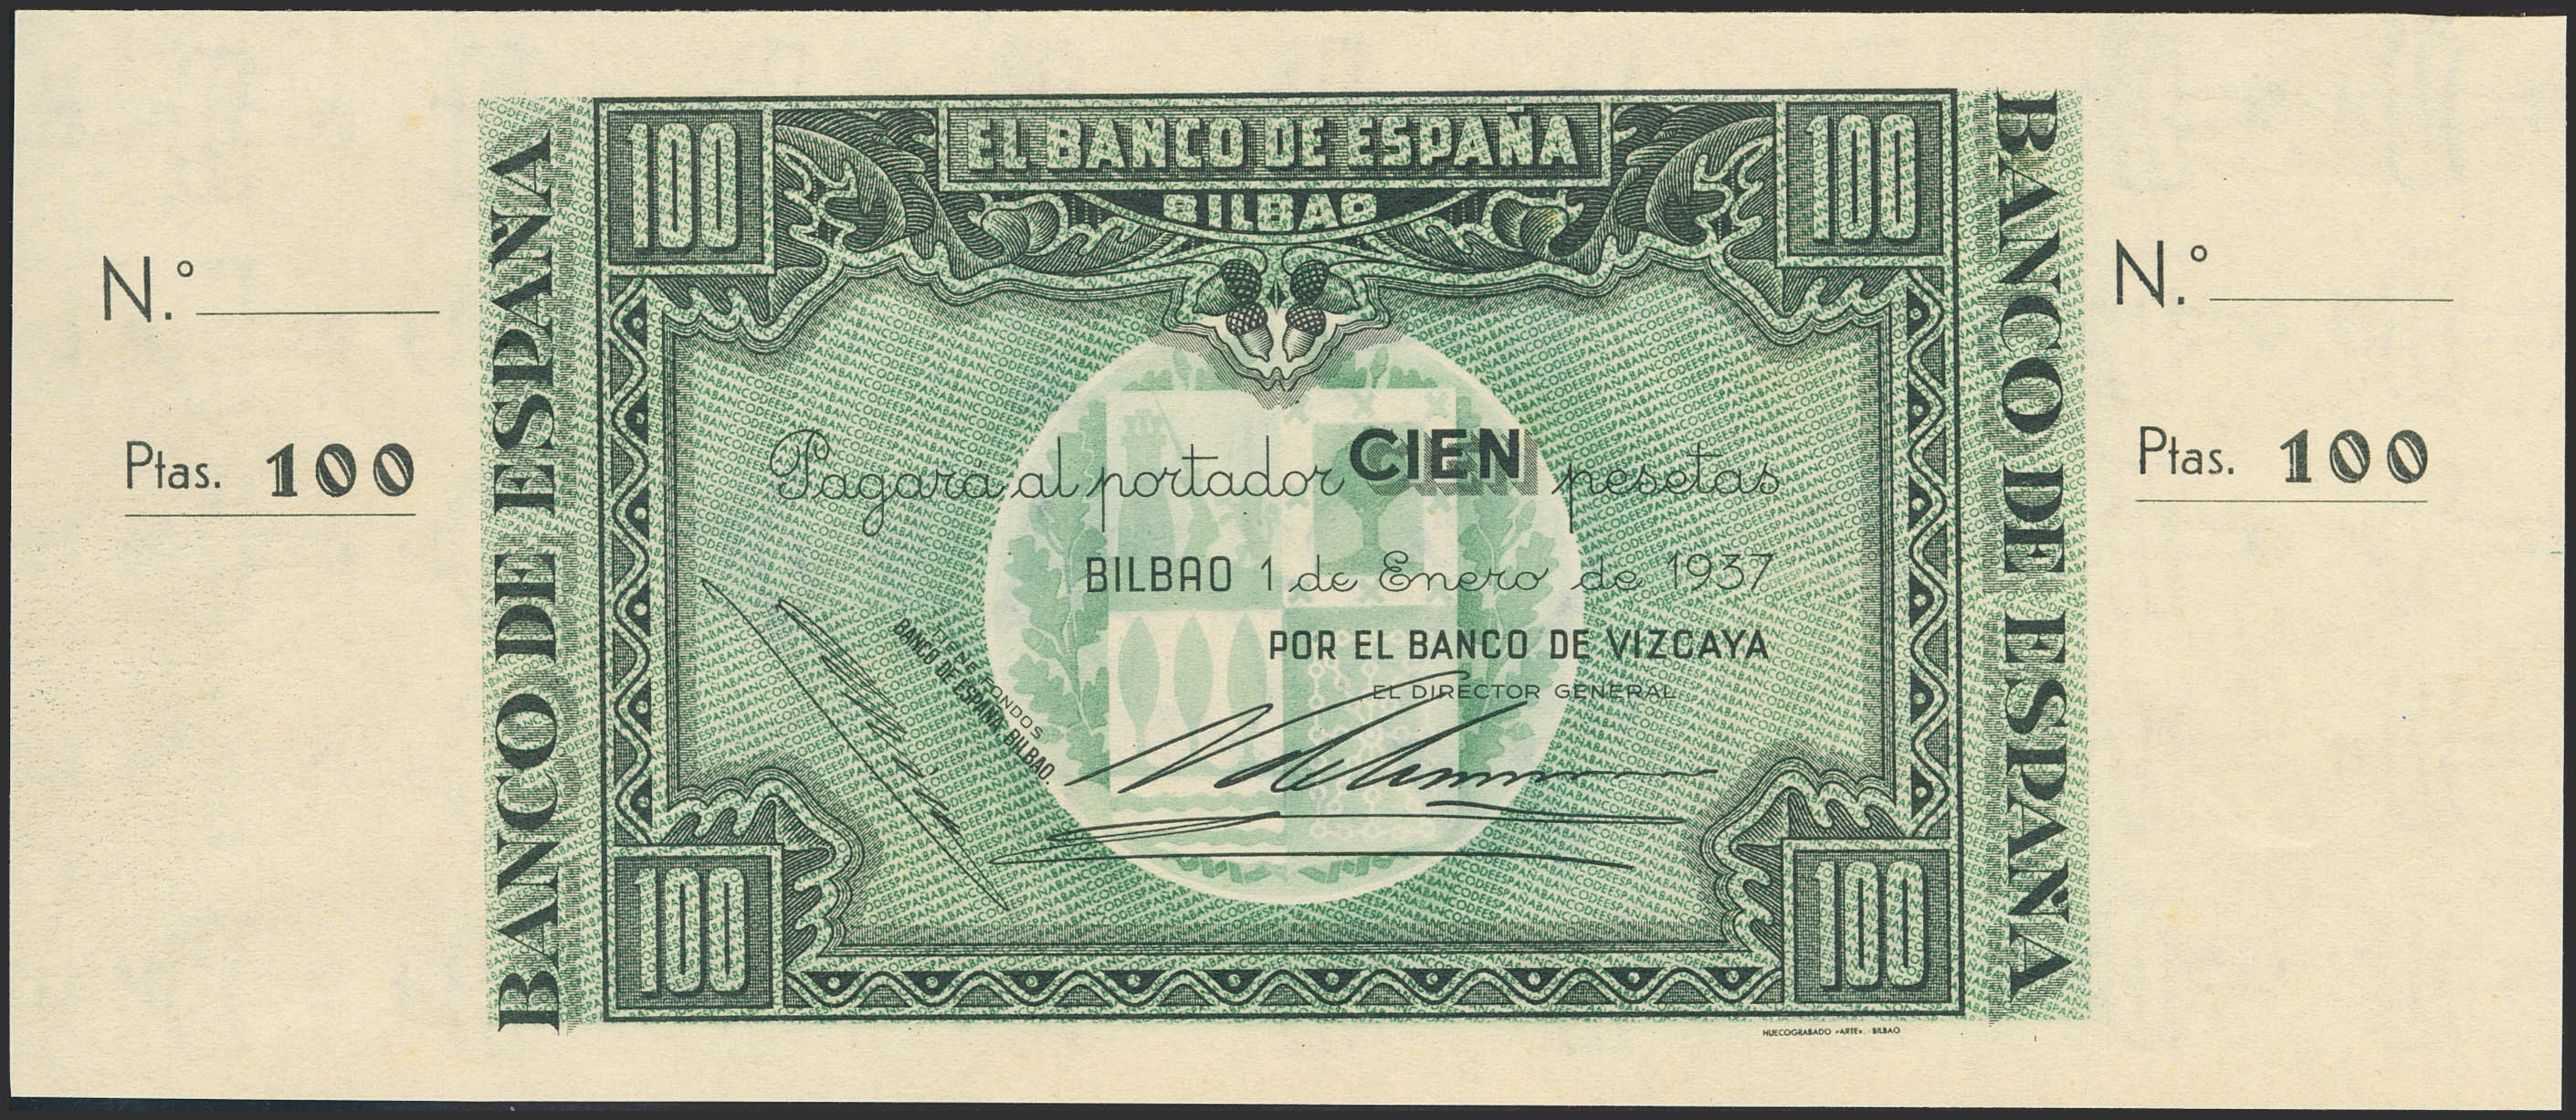 100
EL BANCO DE ESPAÑA
100
BILBAO
BANCO DE ESPAÑA
BANCO DE ESPAÑA
N.º
N.º
Ptas. 100
Ptas. 100
Pagará al portador CIEN pesetas
BILBAO 1 de Enero de 1937
POR EL BANCO DE VIZCAYA
EL DIRECTOR GENERAL
TIENE FONDOS
BANCO DE ESPAÑA-BILBAO.
100
100
HUECOGRABADO «ARTE». - BILBAO